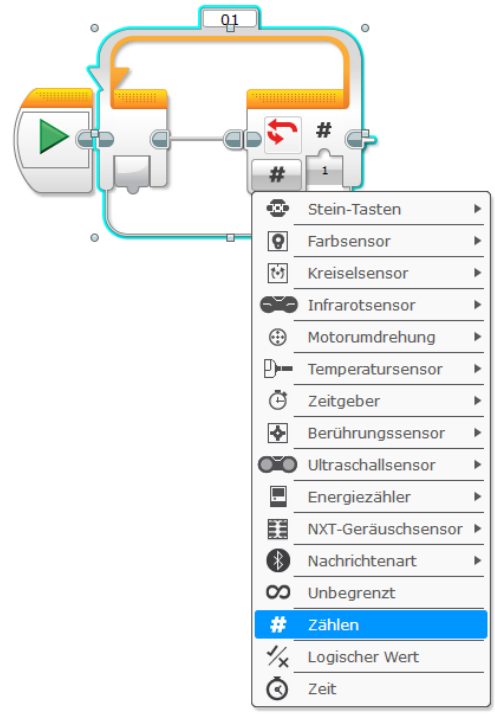 01
#
#
1
Stein-Tasten
Farbsensor
Kreiselsensor
Infrarotsensor
Motorumdrehung
Temperatursensor
Zeitgeber
Berührungssensor
Ultraschallsensor
Energiezähler
NXT-Geräuschsensor
Nachrichtenart
Unbegrenzt
# Zählen
Logischer Wert
Zeit